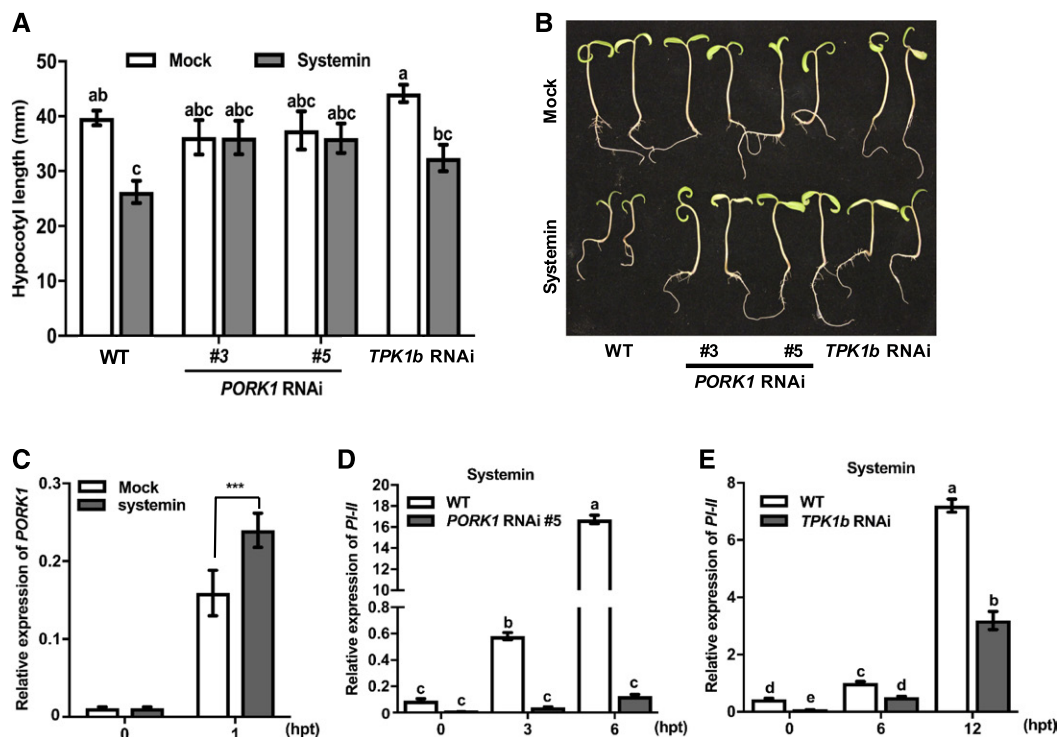 A
Mock
Systemin
Hypocotyl length (mm)
50
40
30
20
10
0
ab
c
abc
abc
abc
abc
a
bc
WT
#3
#5
TPK1b RNAi
PORK1 RNAi
B
Mock
Systemin
WT
#3
#5
TPK1b RNAi
PORK1 RNAi
C
Mock
systemin
Relative expression of PORK1
0.3
0.2
0.1
0
***
0
1
(hpt)
D
Systemin
WT
PORK1 RNAi #5
Relative expression of PI-II
20
18
16
14
12
10
0.8
0.6
0.4
0.2
0
c
c
b
c
a
c
0
3
6
(hpt)
E
Systemin
WT
TPK1b RNAi
Relative expression of PI-II
8
6
4
2
0
d
e
c
d
a
b
0
6
12
(hpt)